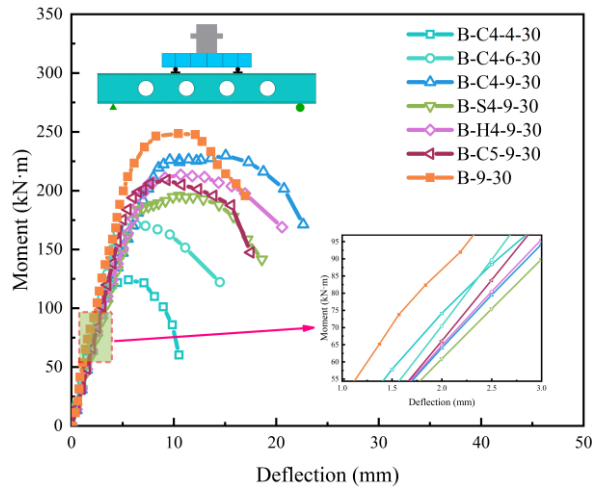 350
300
250
200
150
100
50
0
Moment (kN·m)
B-C4-4-30
B-C4-6-30
B-C4-9-30
B-S4-9-30
B-H4-9-30
B-C5-9-30
B-9-30
95
90
85
80
75
70
65
60
55
Moment (kN·m)
1.0 1.5 2.0 2.5 3.0
Deflection (mm)
0 10 20 30 40 50
Deflection (mm)